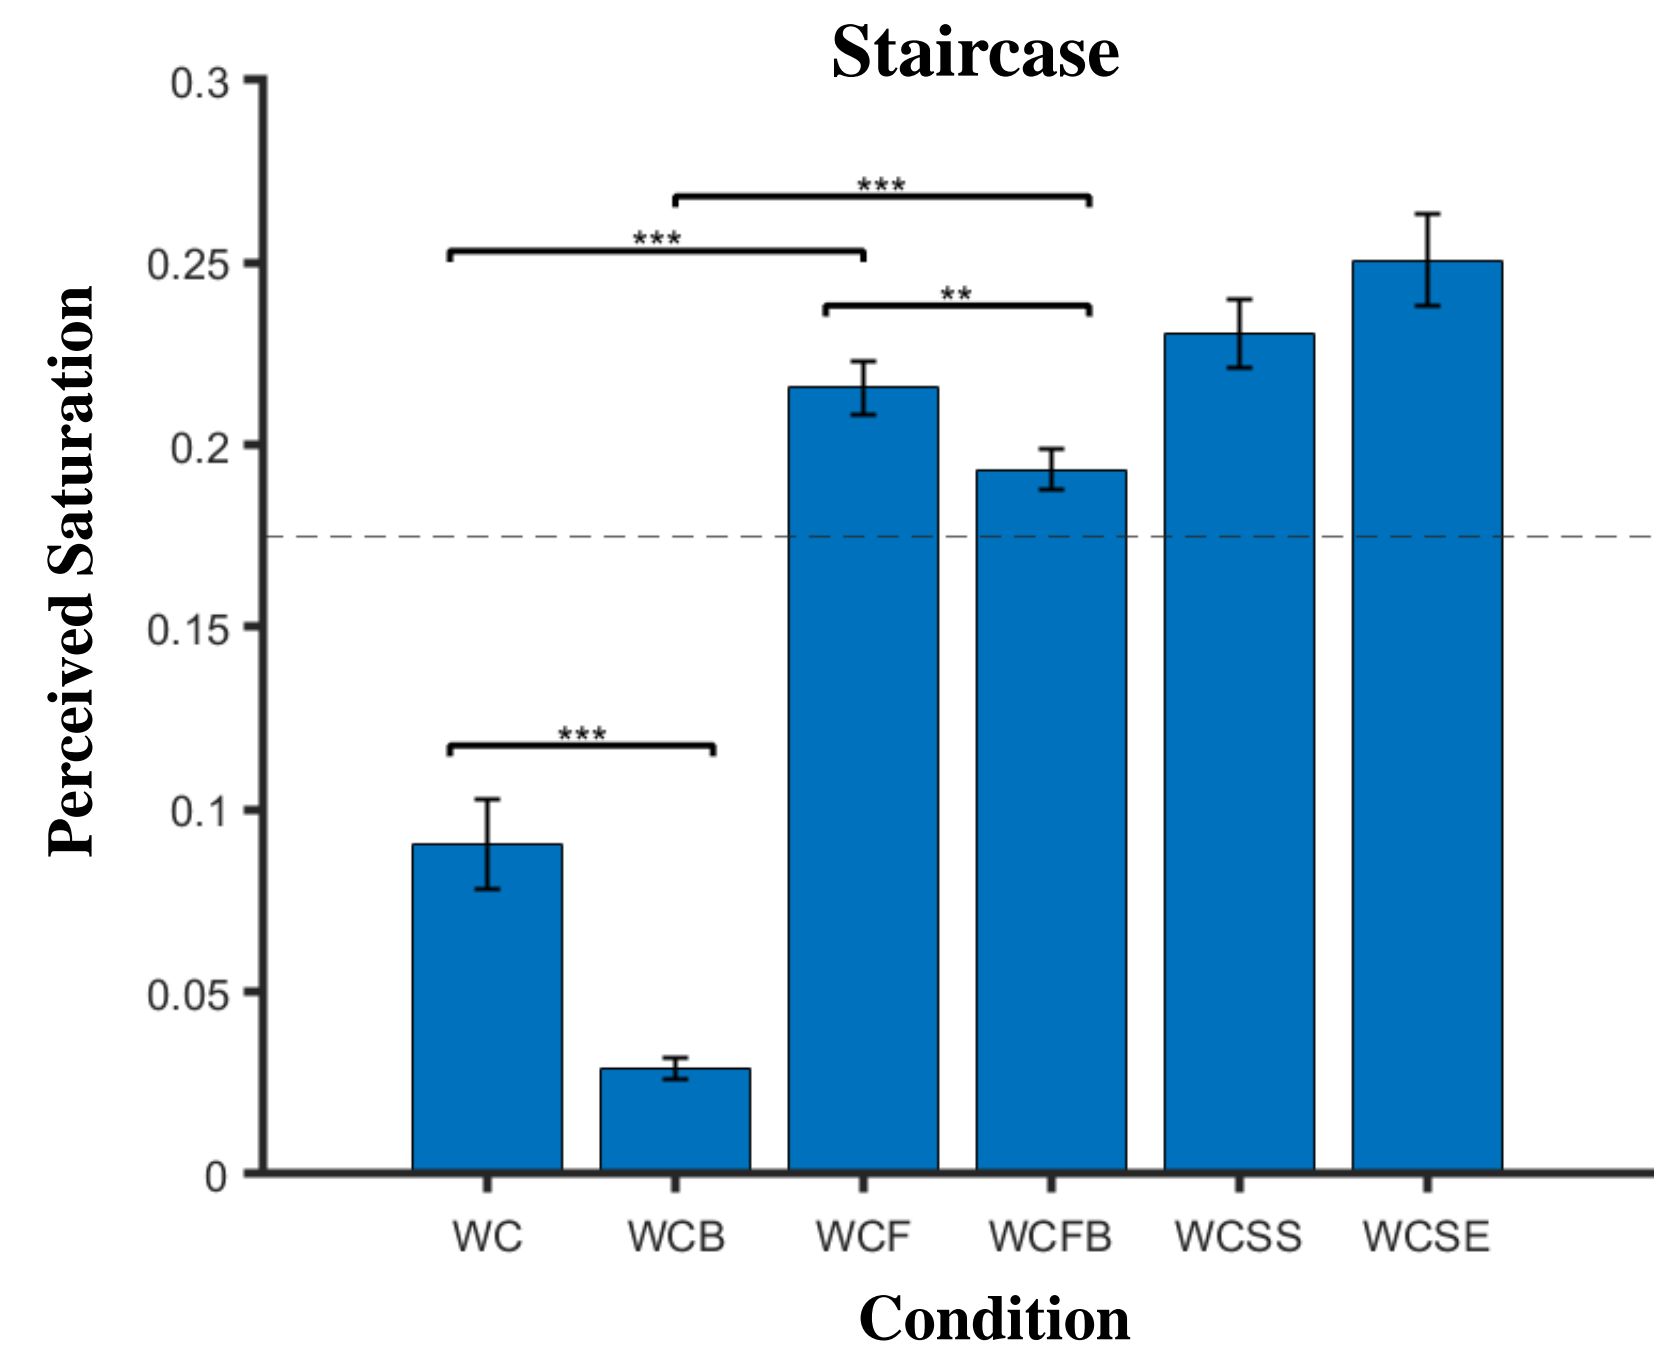 Staircase
0.3
0.25
0.2
0.15
0.1
0.05
0
Perceived Saturation
***
***
**
***
WC WCB WCF WCFB WCSS WCSE
Condition